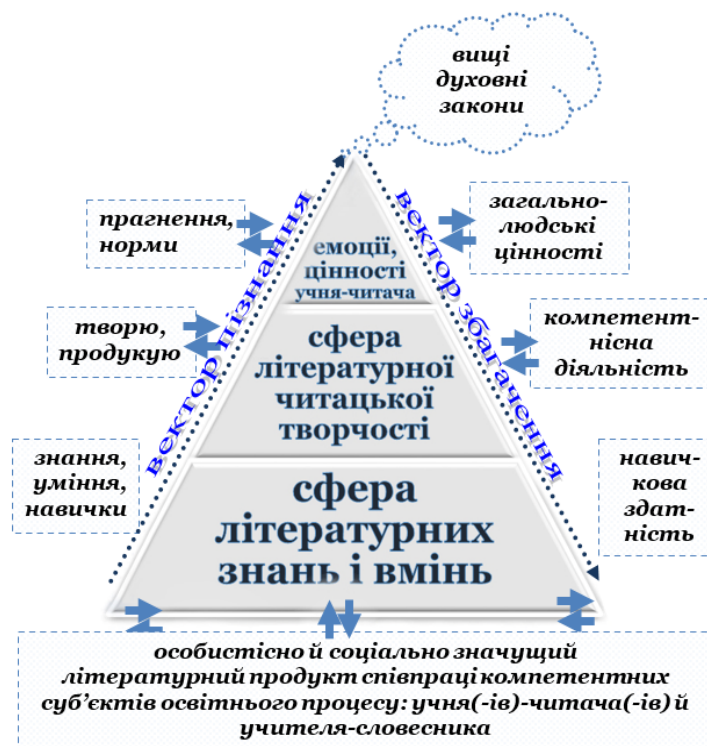 вищі
духовні
закони
прагнення,
норми
вектор пізнання
вектор збагачення
загально-
людські
цінності
емоції,
цінності
учня-читача
творю,
продукую
компетент-
нісна
діяльність
сфера
літературної
читацької
творчості
знання,
уміння,
навички
навич-
кова
здат-
ність
сфера
літературних
знань і вмінь
особистісно й соціально значущий
літературний продукт співпраці компетентних
суб’єктів освітнього процесу: учня(-ів)-читача(-ів) й
учителя-словесника